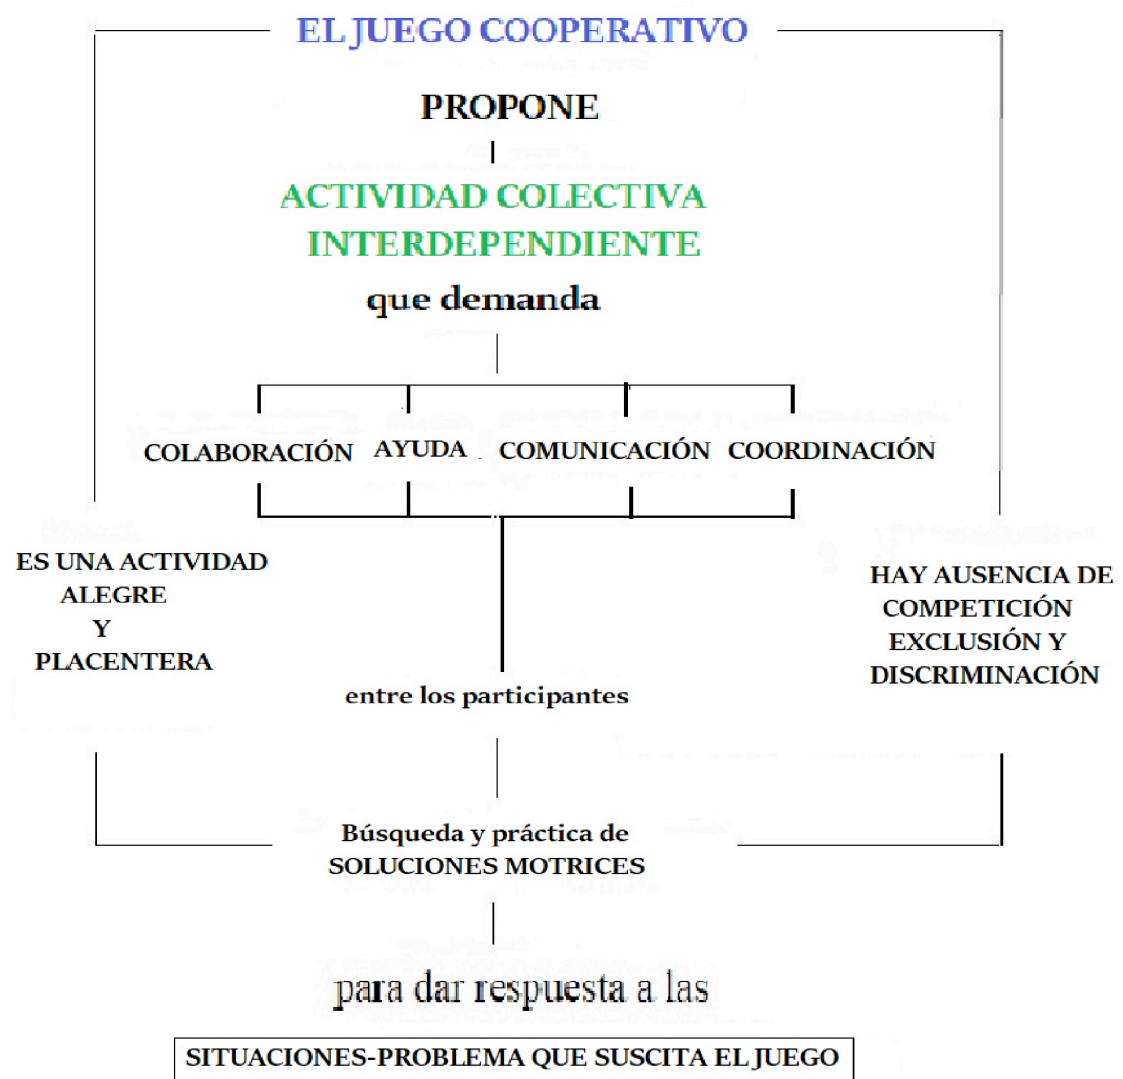 EL JUEGO COOPERATIVO
PROPONE
ACTIVIDAD COLECTIVA
INTERDEPENDIENTE
que demanda
COLABORACIÓN AYUDA COMUNICACIÓN COORDINACIÓN
ES UNA ACTIVIDAD
ALEGRE
Y
PLACENTERA
HAY AUSENCIA DE
COMPETICIÓN
EXCLUSIÓN Y
DISCRIMINACIÓN
entre los participantes
Búsqueda y práctica de
SOLUCIONES MOTRICES
para dar respuesta a las
SITUACIONES-PROBLEMA QUE SUSCITA EL JUEGO